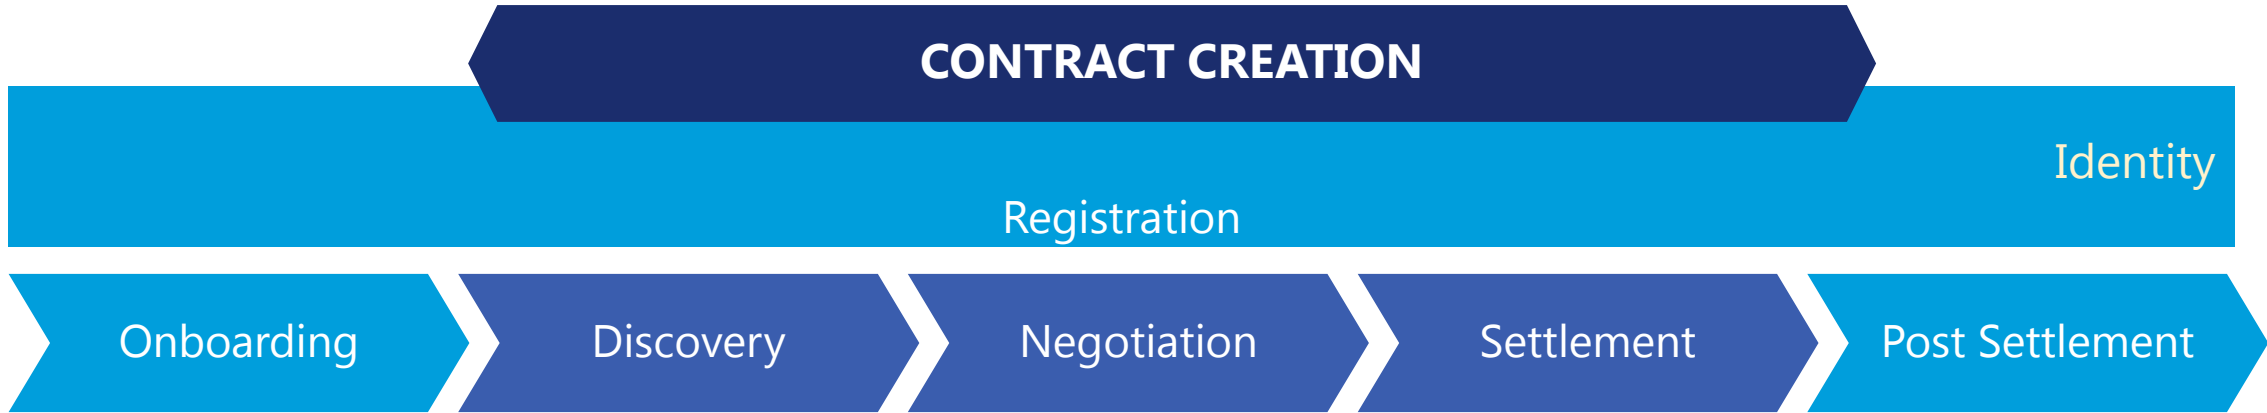 CONTRACT CREATION
Identity
Registration
Onboarding
Discovery
Negotiation
Settlement
Post Settlement